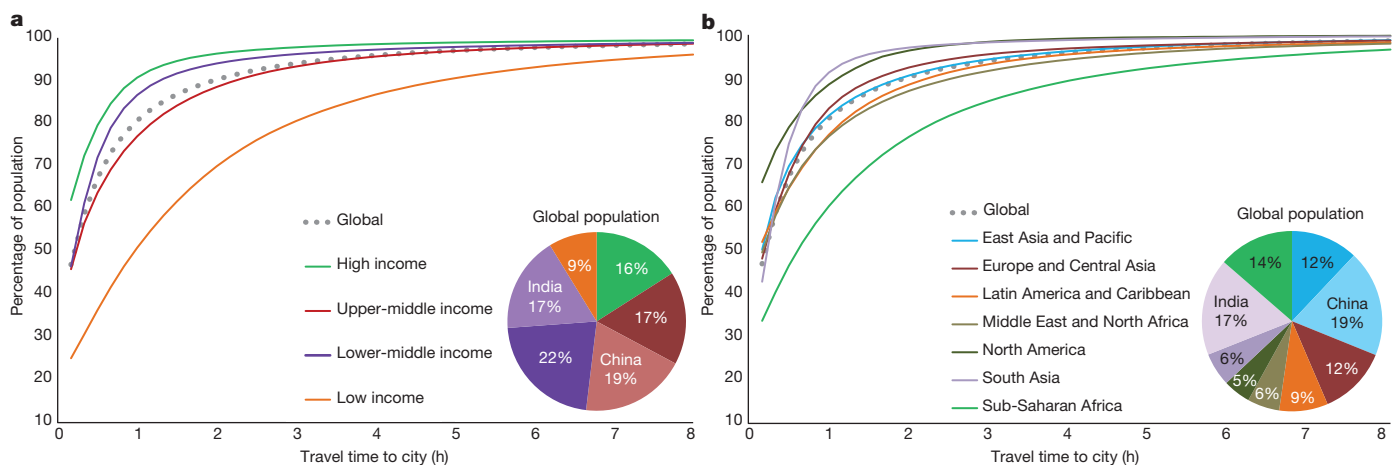 a
100
90
80
70
60
50
40
30
20
10
Percentage of population
0 1 2 3 4 5 6 7 8
Travel time to city (h)
Global
High income
Upper-middle income
Lower-middle income
Low income
Global population
16%
17%
China
19%
22%
India
17%
9%
b
100
90
80
70
60
50
40
30
20
10
Percentage of population
0 1 2 3 4 5 6 7 8
Travel time to city (h)
Global
East Asia and Pacific
Europe and Central Asia
Latin America and Caribbean
Middle East and North Africa
North America
South Asia
Sub-Saharan Africa
Global population
12%
China
19%
12%
9%
6%
5%
6%
India
17%
14%